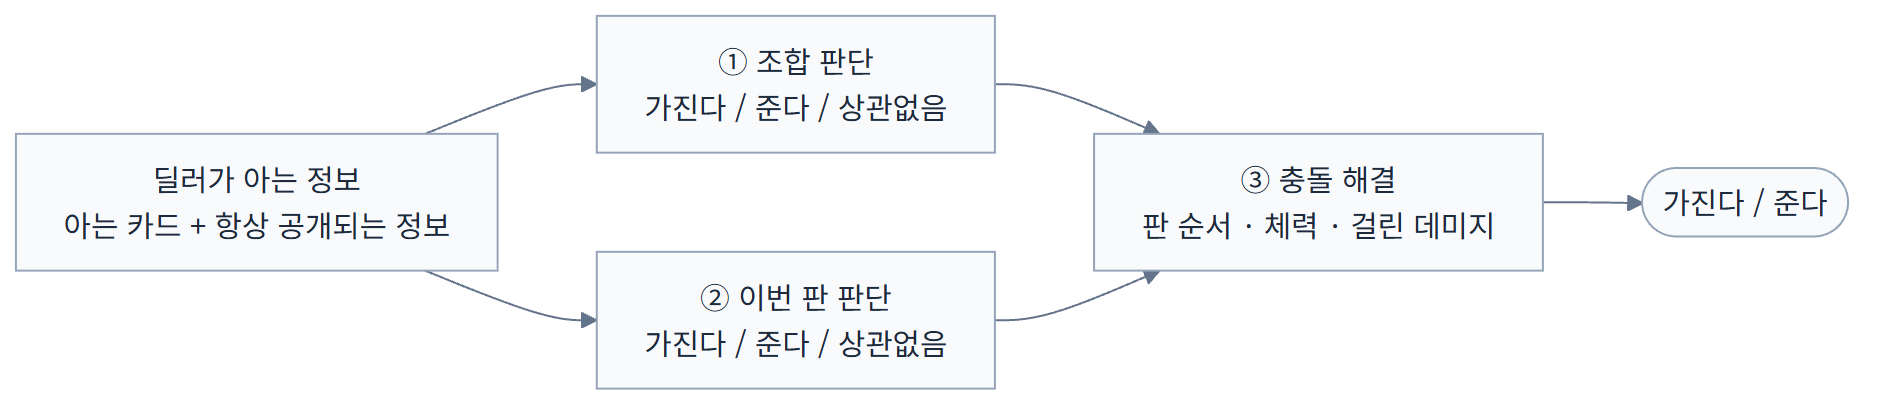 딜러가 아는 정보
아는 카드 + 항상 공개되는 정보
① 조합 판단
가진다 / 준다 / 상관없음
② 이번 판 판단
가진다 / 준다 / 상관없음
③ 충돌 해결
판 순서 · 체력 · 걸린 데미지
가진다 / 준다